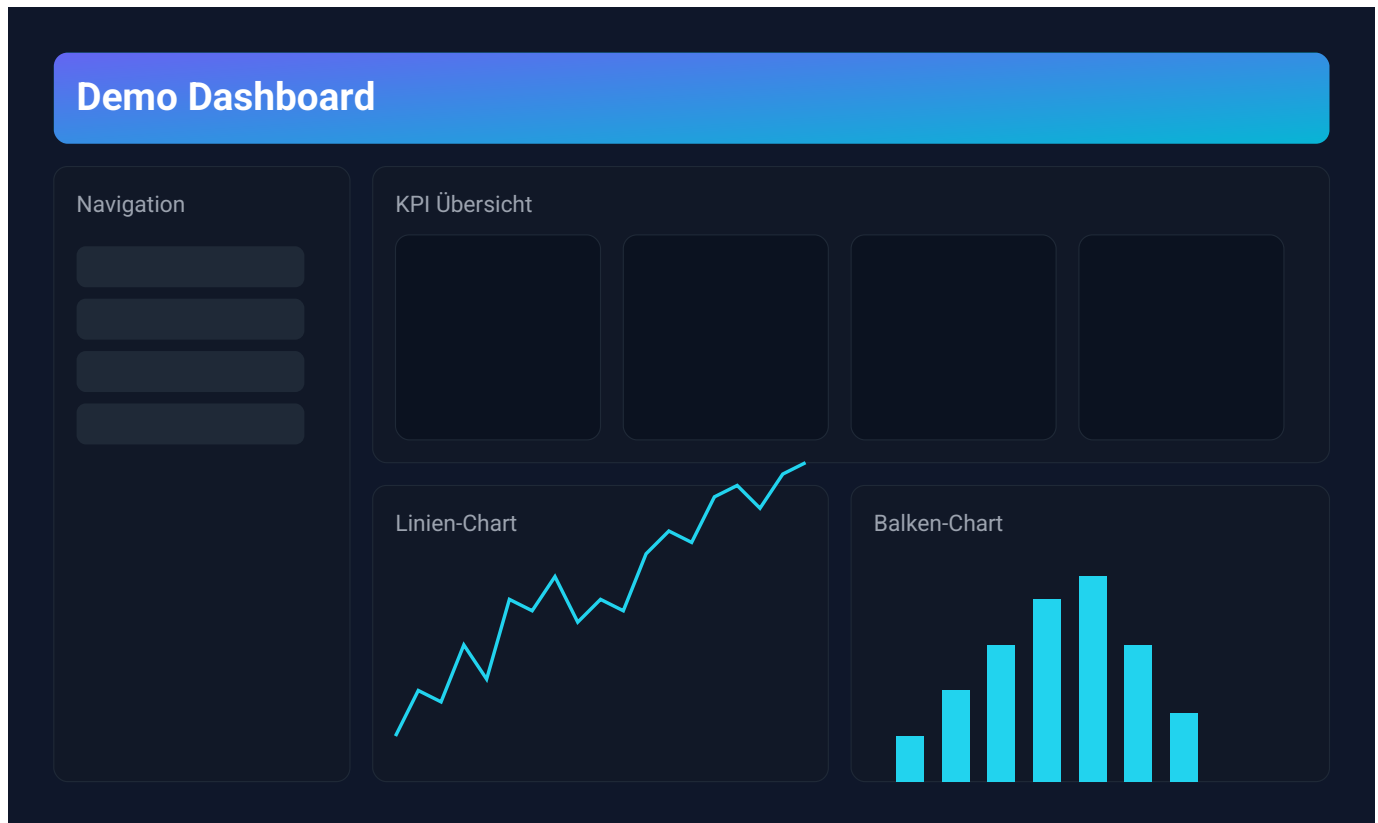 Demo Dashboard
Navigation
KPI Übersicht
Linien-Chart
Balken-Chart